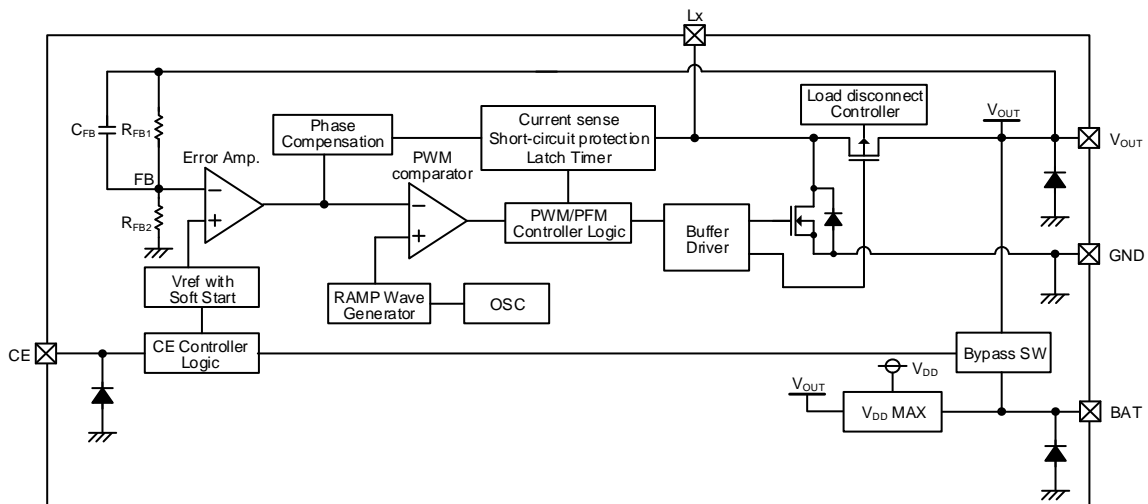 Lx
Load disconnect
Controller
VOUT
CFB
RFB1
Phase
Compensation
Current sense
Short-circuit protection
Latch Timer
VOUT
Error Amp.
PWM
comparator
FB
−
+
−
+
RFB2
PWM/PFM
Controller Logic
Buffer
Driver
GND
Vref with
Soft Start
RAMP Wave
Generator
OSC
CE
CE Controller
Logic
Bypass SW
VDD
VOUT
VDD MAX
BAT